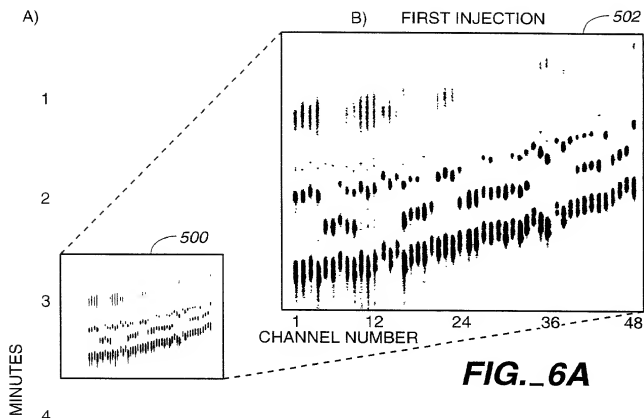 A)
B) FIRST INJECTION
502
1
2
500
3
MINUTES
4
1 12 24 36 48
CHANNEL NUMBER
FIG._6A